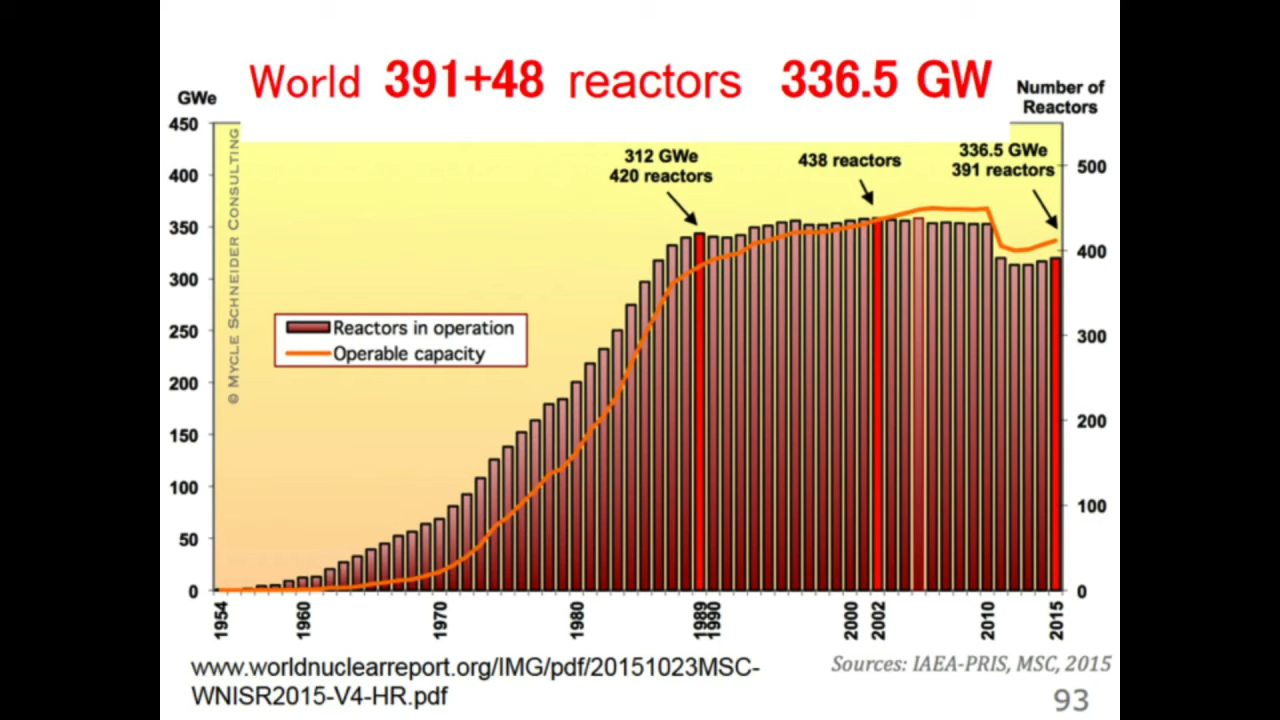 World 391+48 reactors 336.5 GW
GWe
Number of
Reactors
450
400
350
300
250
200
150
100
50
0
© MYCLE SCHNEIDER CONSULTING
312 GWe
420 reactors
438 reactors
336.5 GWe
391 reactors
Reactors in operation
Operable capacity
500
400
300
200
100
0
1954
1960
1970
1980
1989
1990
2000
2002
2010
2015
www.worldnuclearreport.org/IMG/pdf/20151023MSC-
WNISR2015-V4-HR.pdf
Sources: IAEA-PRIS, MSC, 2015
93